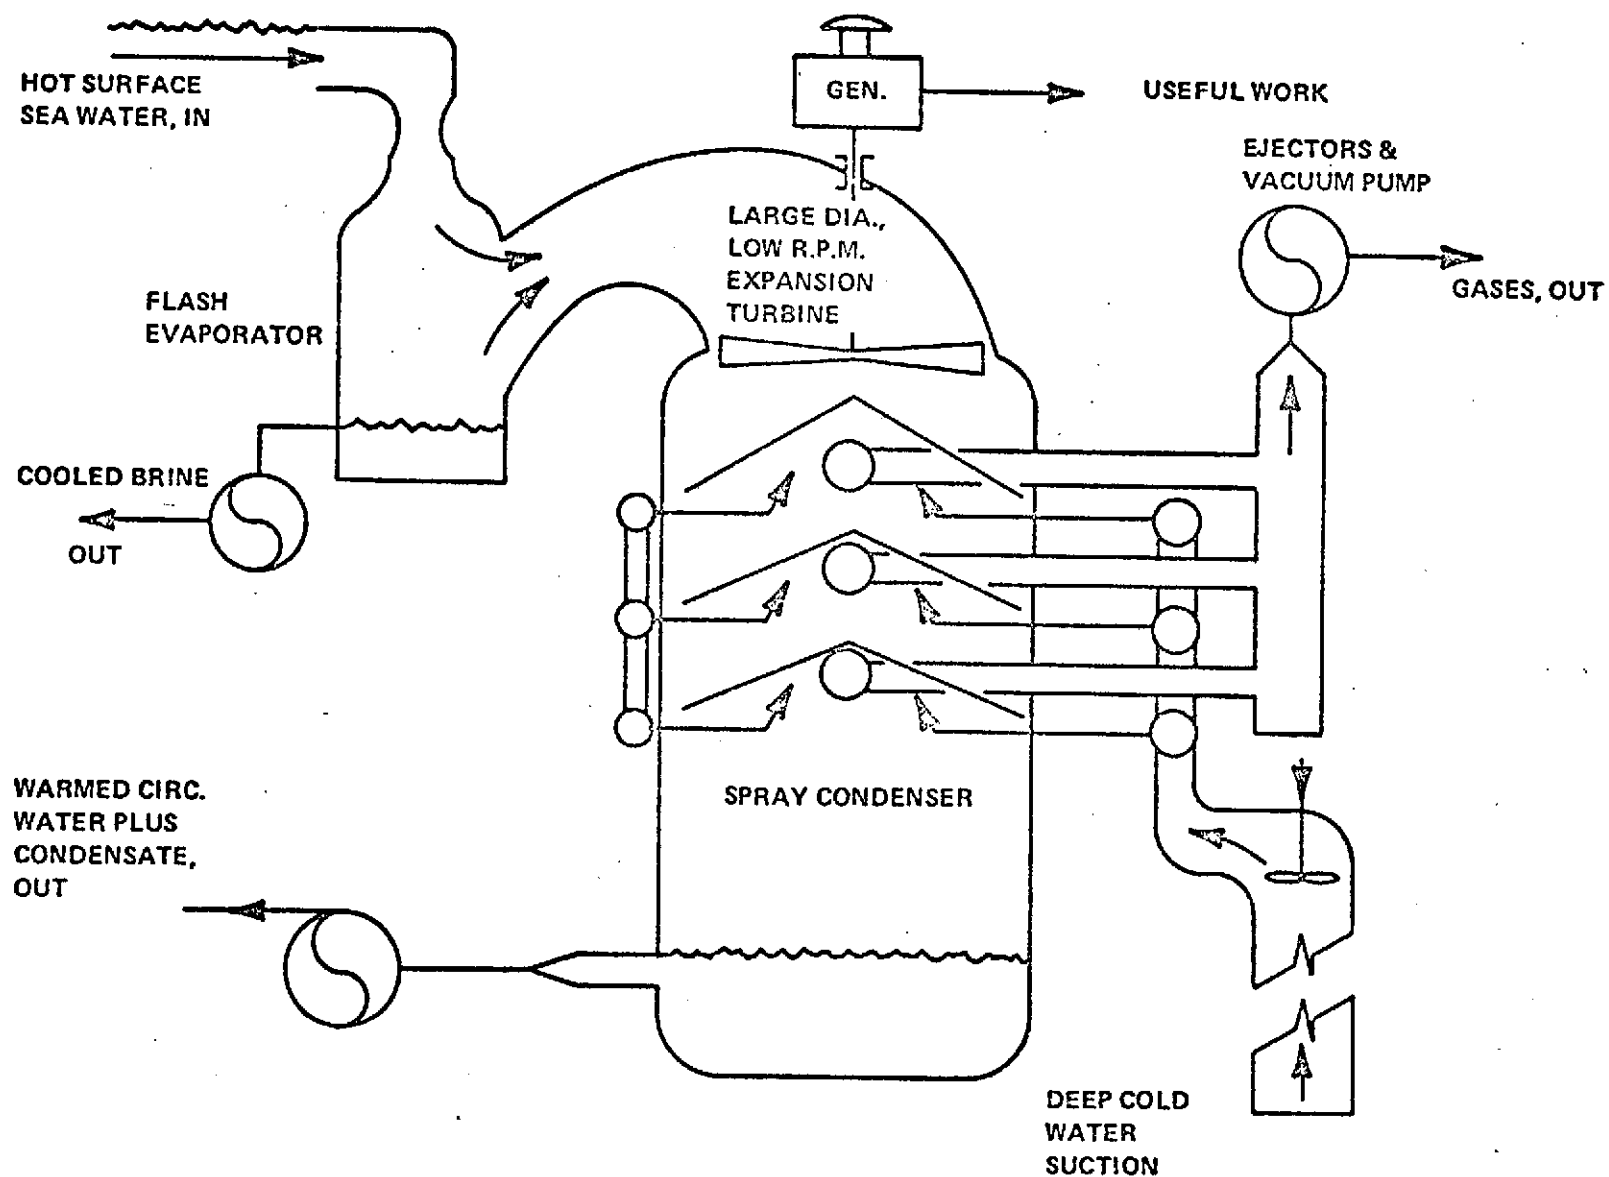 HOT SURFACE
SEA WATER, IN
GEN.
USEFUL WORK
EJECTORS &
VACUUM PUMP
GASES, OUT
LARGE DIA.,
LOW R.P.M.
EXPANSION
TURBINE
FLASH
EVAPORATOR
COOLED BRINE
OUT
SPRAY CONDENSER
WARMED CIRC.
WATER PLUS
CONDENSATE,
OUT
DEEP COLD
WATER
SUCTION